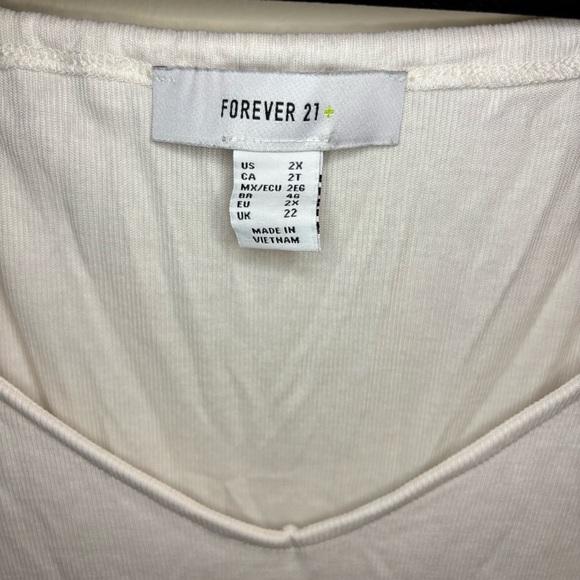 FOREVER 21 +
US 2X
CA 2T
MX/ECU 2EG
BR 4G
EU 2X
UK 22
MADE IN
VIETNAM